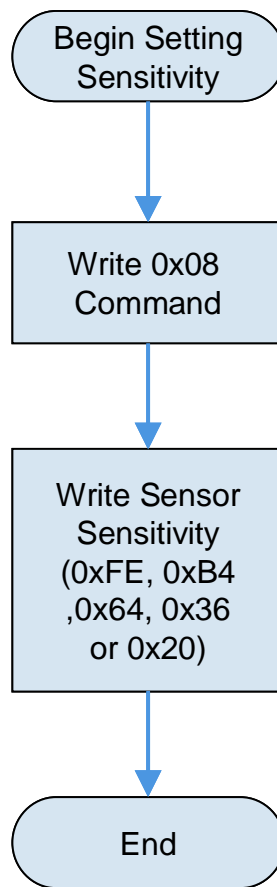 Begin Setting
Sensitivity
Write 0x08
Command
Write Sensor
Sensitivity
(0xFE, 0xB4
,0x64, 0x36
or 0x20)
End